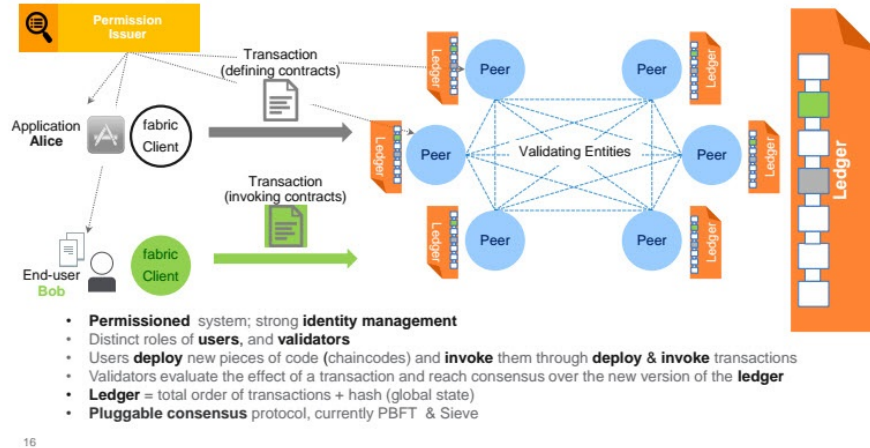 Permission
Issuer
Transaction
(defining contracts)
Application
Alice
fabric
Client
Transaction
(invoking contracts)
End-user
Bob
fabric
Client
Ledger
Peer
Peer
Ledger
Ledger
Peer
Validating Entities
Peer
Ledger
Ledger
Peer
Peer
Ledger
Ledger
• Permissioned system; strong identity management
• Distinct roles of users, and validators
• Users deploy new pieces of code (chaincodes) and invoke them through deploy & invoke transactions
• Validators evaluate the effect of a transaction and reach consensus over the new version of the ledger
• Ledger = total order of transactions + hash (global state)
• Pluggable consensus protocol, currently PBFT & Sieve
16